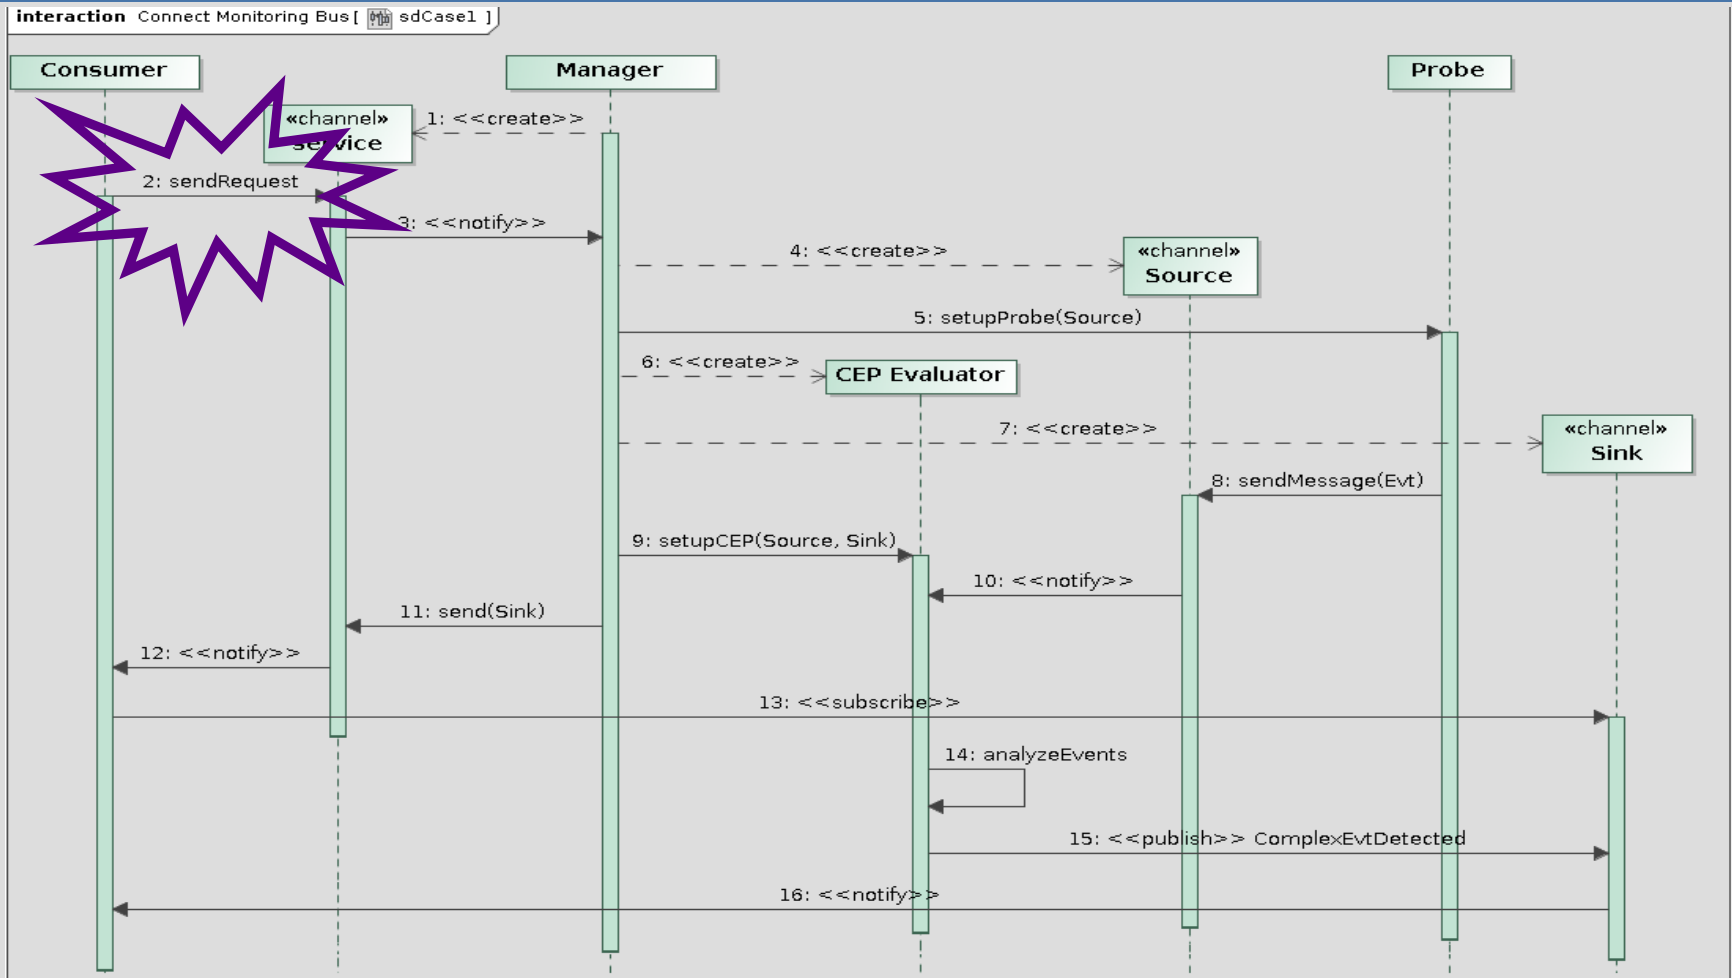 interaction Connect Monitoring Bus[ sdCase1 ]
Consumer
Manager
Probe
«channel»
service
1: <<create>>
2: sendRequest
3: <<notify>>
4: <<create>>
«channel»
Source
5: setupProbe(Source)
6: <<create>>
CEP Evaluator
7: <<create>>
«channel»
Sink
8: sendMessage(Evt)
9: setupCEP(Source, Sink)
10: <<notify>>
11: send(Sink)
12: <<notify>>
13: <<subscribe>>
14: analyzeEvents
15: <<publish>> ComplexEvtDetected
16: <<notify>>